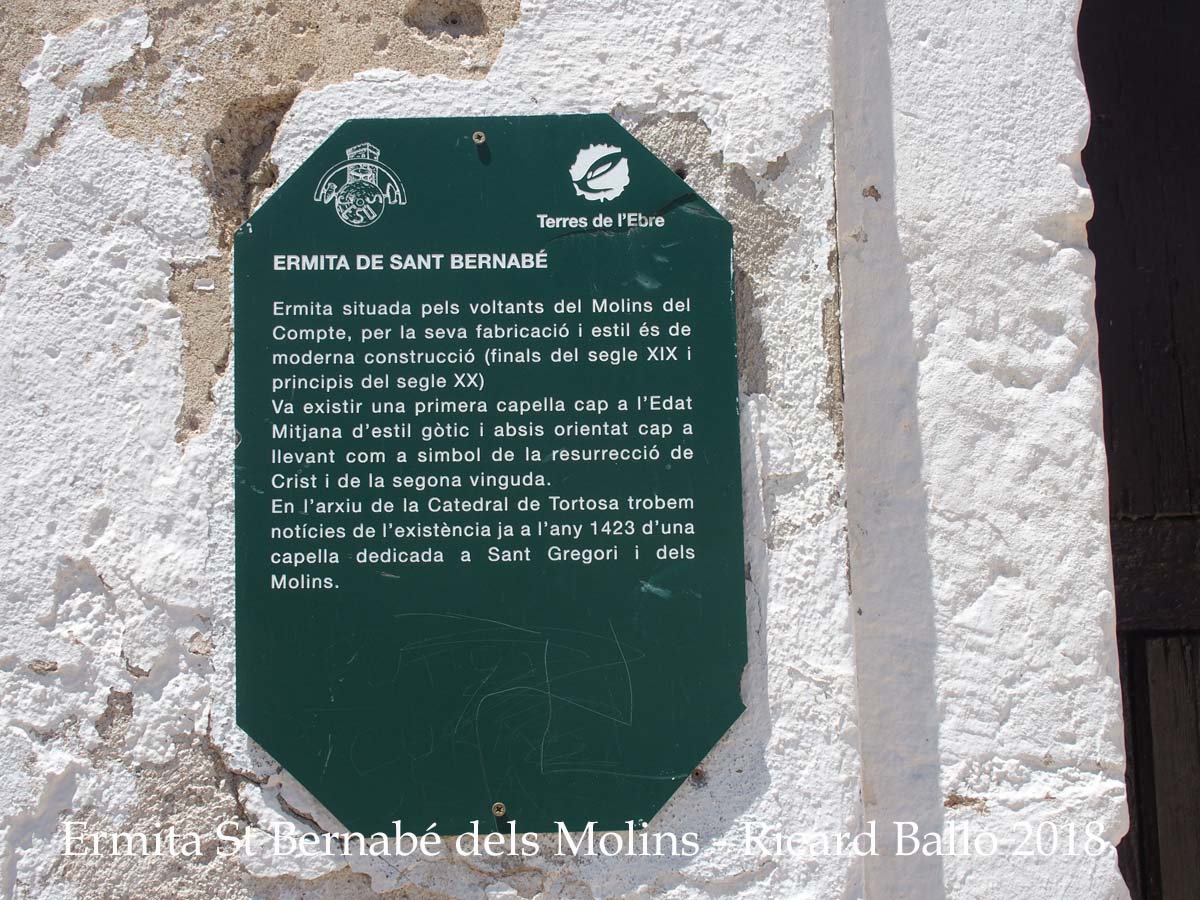 Terres de l'Ebre
ERMITA DE SANT BERNABÉ
Ermita situada pels voltants del Molins del
Compte, per la seva fabricació i estil és de
moderna construcció (finals del segle XIX i
principis del segle XX)
Va existir una primera capella cap a l'Edat
Mitjana d'estil gòtic i absis orientat cap a
llevant com a simbol de la resurrecció de
Crist i de la segona vinguda.
En l'arxiu de la Catedral de Tortosa trobem
notícies de l'existència ja a l'any 1423 d'una
capella dedicada a Sant Gregori i dels
Molins.
Ermita St Bernabé dels Molins - Ricard Ballo 2018